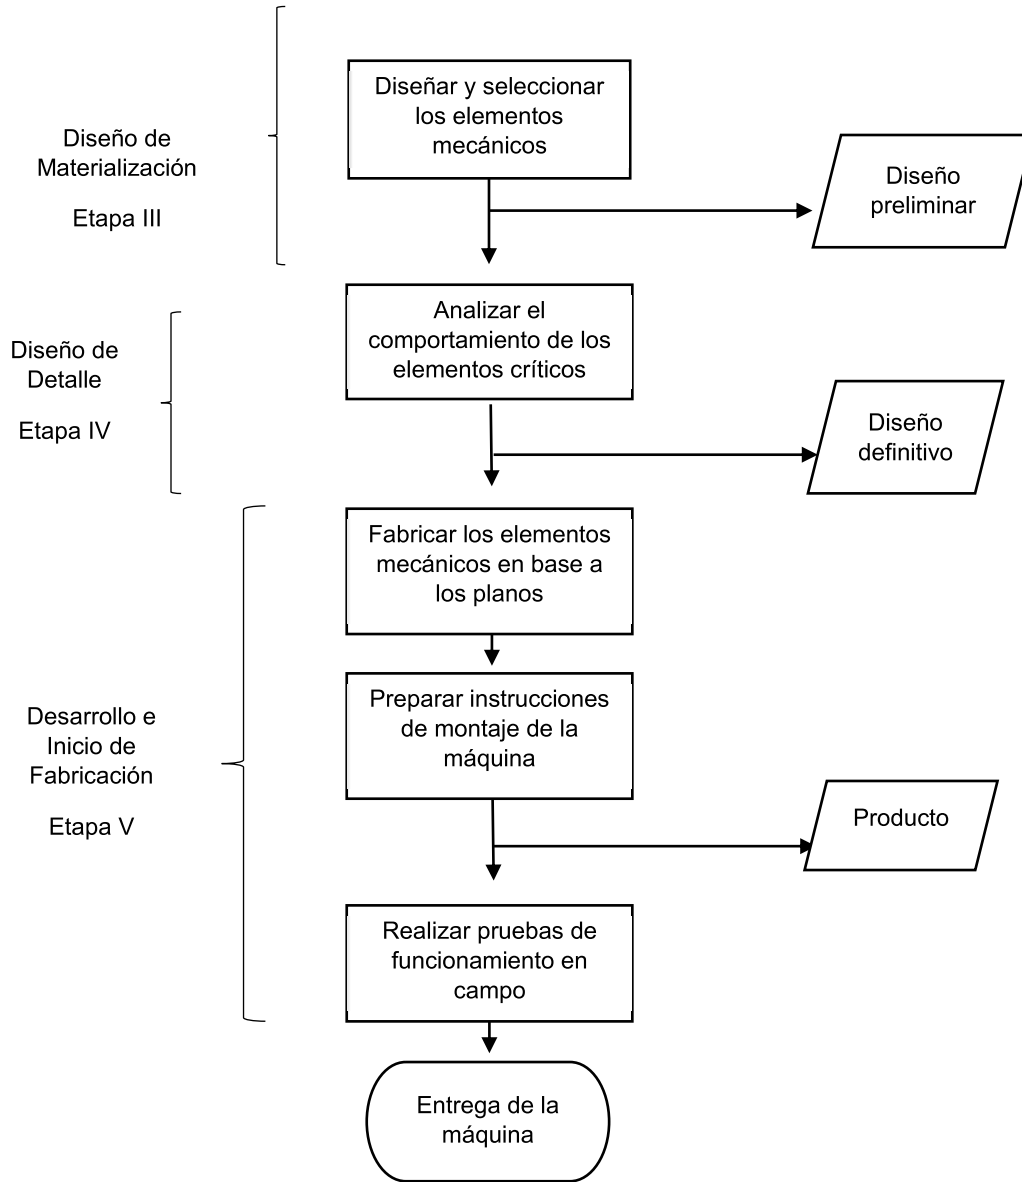 Diseñar y seleccionar
los elementos
mecánicos
Diseño de
Materialización
Etapa III
Diseño
preliminar
Analizar el
comportamiento de los
elementos críticos
Diseño de
Detalle
Etapa IV
Diseño
definitivo
Fabricar los elementos
mecánicos en base a
los planos
Preparar instrucciones
de montaje de la
máquina
Desarrollo e
Inicio de
Fabricación
Etapa V
Producto
Realizar pruebas de
funcionamiento en
campo
Entrega de la
máquina